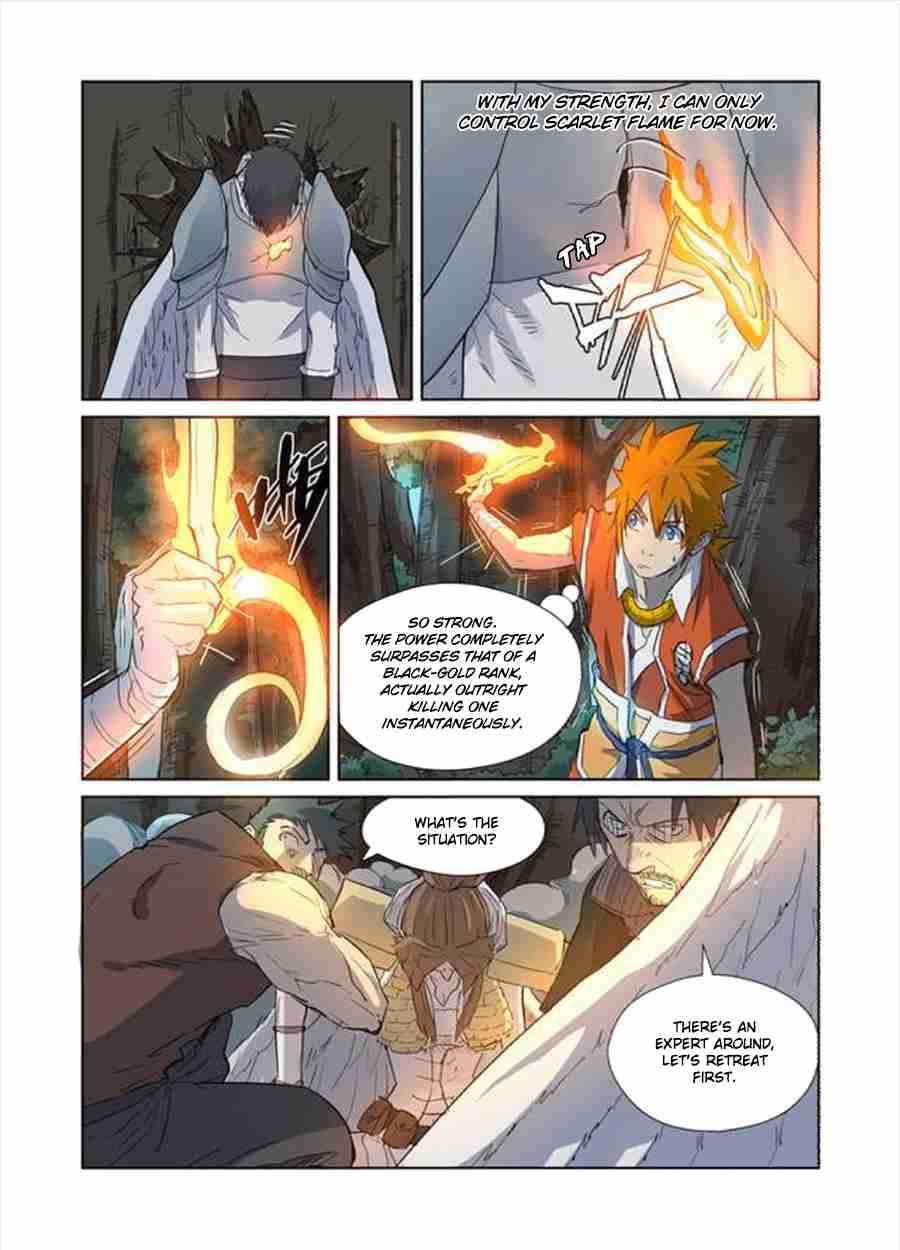 WITH MY STRENGTH, I CAN ONLY
CONTROL SCARLET FLAME FOR NOW.
TAP
SO STRONG.
THE POWER COMPLETELY
SURPASSES THAT OF A
BLACK-GOLD RANK,
ACTUALLY OUTRIGHT
KILLING ONE
INSTANTANEOUSLY.
WHAT'S THE
SITUATION?
THERE'S AN
EXPERT AROUND,
LET'S RETREAT
FIRST.